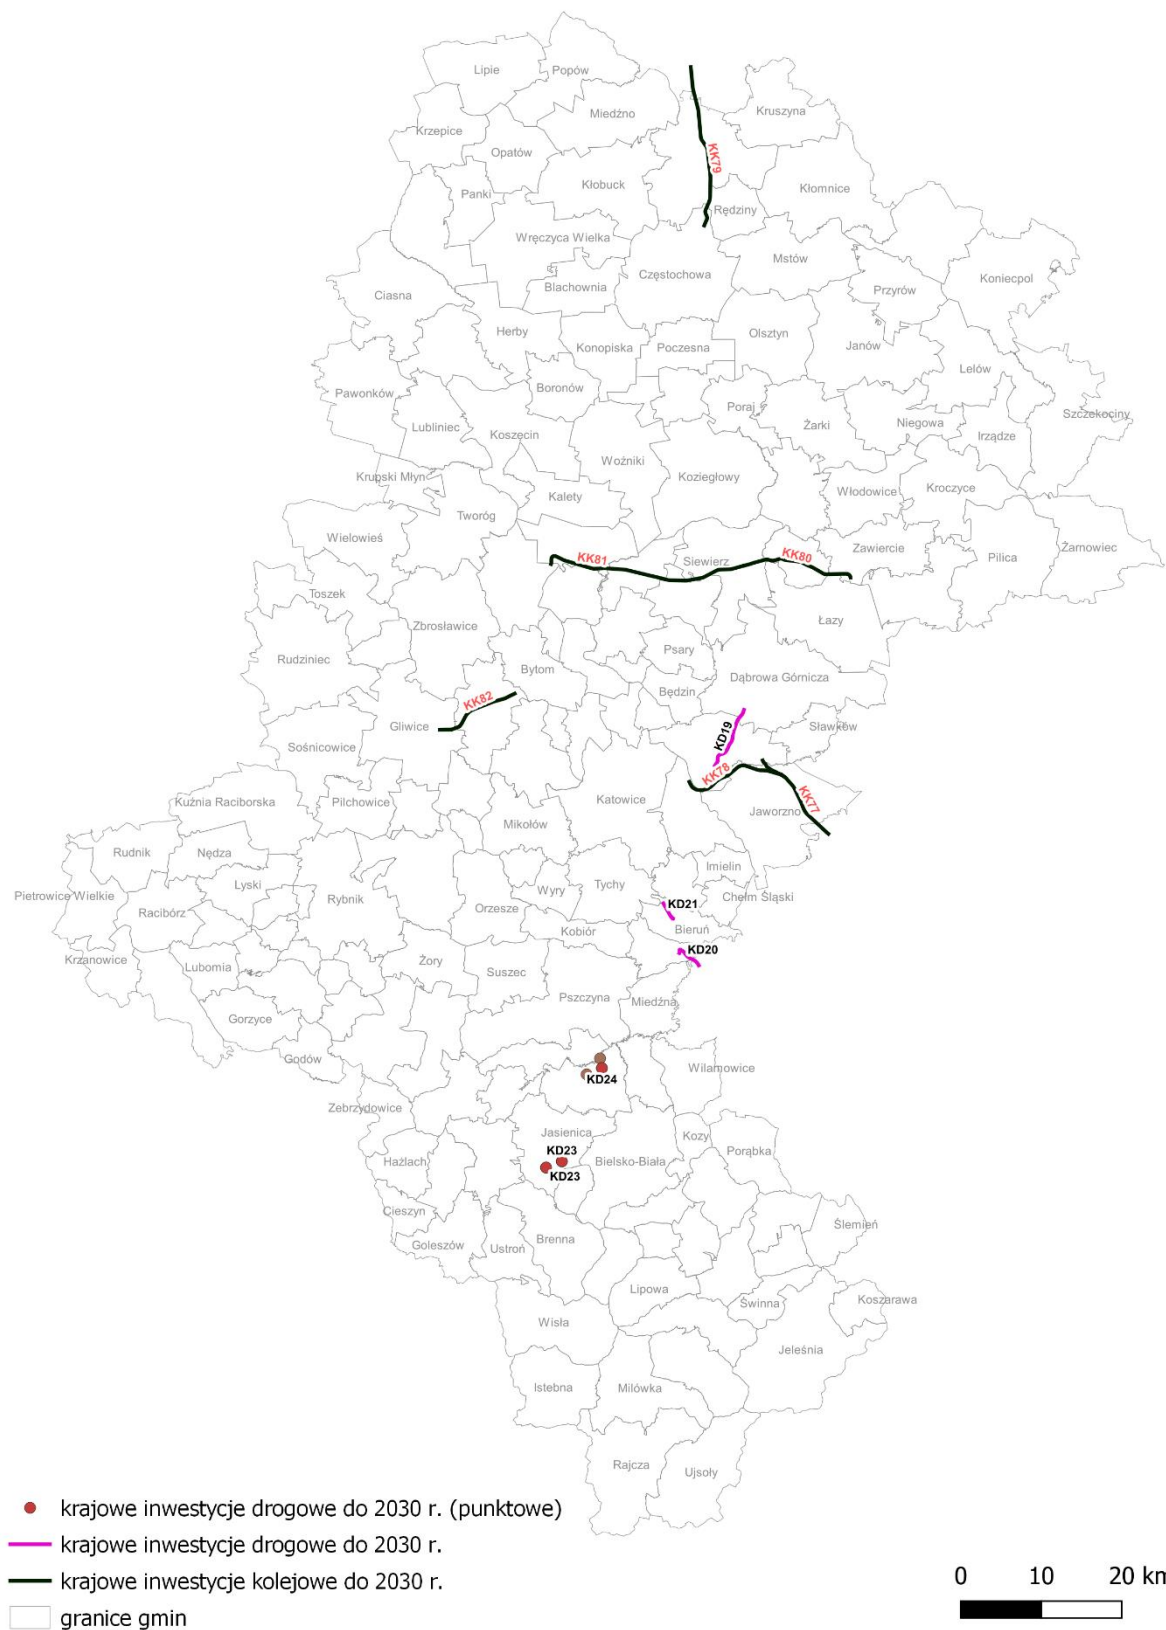 Lipie
Popów
Miedźno
Kruszyna
Krzepice
Opatów
KK79
Kłobuck
Kłomnice
Panki
Rędziny
Wręczyca Wielka
Mstów
Częstochowa
Koniecpol
Blachownia
Przyrów
Ciasna
Herby
Olsztyn
Konopiska
Poczesna
Janów
Lelów
Boronów
Pawonków
Poraj
Szczekociny
Żarki
Niegowa
Lubliniec
Koszęcin
Irządze
Woźniki
Krupski Młyn
Koziegłowy
Kroczyce
Włodowice
Kalety
Tworóg
Wielowieś
Zawiercie
Żarnowiec
KK81
KK80
Siewierz
Pilica
Toszek
Łazy
Zbrosławice
Psary
Rudziniec
Bytom
Dąbrowa Górnicza
Będzin
KK82
Gliwice
Sławków
KD19
Sośnicowice
KK78
Kuźnia Raciborska
Pilchowice
Katowice
KK77
Jaworzno
Mikołów
Rudnik
Nędza
Imielin
Lyski
Tychy
Wyry
Pietrowice Wielkie
Rybnik
Chełm Śląski
KD21
Racibórz
Orzesze
Kobiór
Bieruń
KD20
Krzanowice
Żory
Lubomia
Suszec
Pszczyna
Miedźna
Gorzyce
Godów
Wilamowice
KD24
Zebrzydowice
Jasienica
Kozy
KD23
Porąbka
Hażlach
Bielsko-Biała
KD23
Cieszyn
Ślemień
Goleszów
Ustroń
Brenna
Lipowa
Świnna
Koszarawa
Wisła
Jeleśnia
Istebna
Milówka
Rajcza
Ujsoły
krajowe inwestycje drogowe do 2030 r. (punktowe)
krajowe inwestycje drogowe do 2030 r.
krajowe inwestycje kolejowe do 2030 r.
granice gmin
0 10 20 km